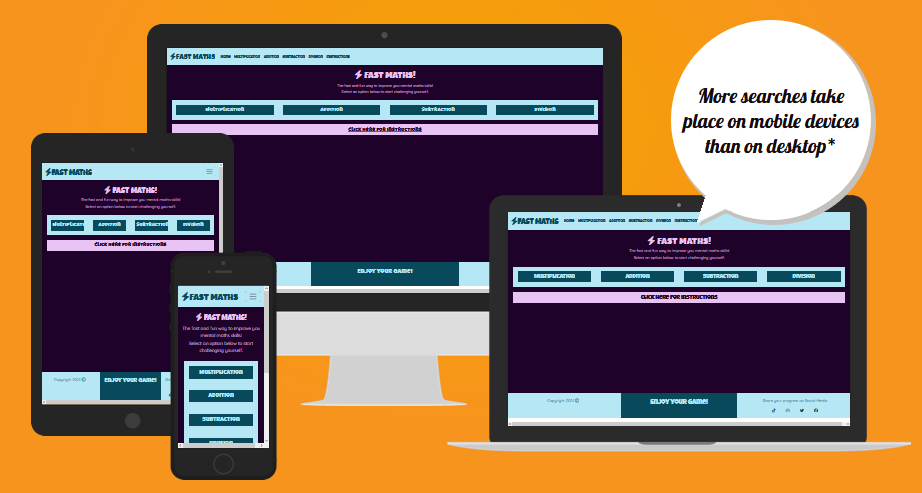 FAST MATHS HOME MULTIPLICATION ADDITION SUBTRACTION DIVISION INSTRUCTIONS
FAST MATHS!
The fast and fun way to improve you mental maths skills!
Select an option below to start challenging yourself.
MULTIPLICATION ADDITION SUBTRACTION DIVISION
CLICK HERE FOR INSTRUCTIONS
ENJOY YOUR GAME!
More searches take
place on mobile devices
than on desktop*
FAST MATHS
FAST MATHS!
The fast and fun way to improve you mental maths skills!
Select an option below to start challenging yourself.
MULTIPLICATION ADDITION SUBTRACTION DIVISION
CLICK HERE FOR INSTRUCTIONS
Copyright 2021 © ENJOY YOUR GAME!
FAST MATHS
FAST MATHS!
The fast and fun way to improve you
mental maths skills!
Select an option below to start
challenging yourself.
MULTIPLICATION
ADDITION
SUBTRACTION
DIVISION
FAST MATHS HOME MULTIPLICATION ADDITION SUBTRACTION DIVISION INSTRUCTIONS
FAST MATHS!
The fast and fun way to improve you mental maths skills!
Select an option below to start challenging yourself.
MULTIPLICATION ADDITION SUBTRACTION DIVISION
CLICK HERE FOR INSTRUCTIONS
Copyright 2021 © ENJOY YOUR GAME! Share your progress on Social Media